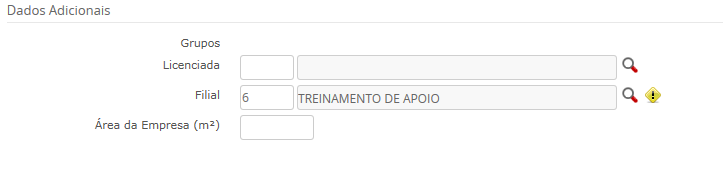 Dados Adicionais
Grupos
Licenciada
Filial 6 TREINAMENTO DE APOIO
Área da Empresa (m²)